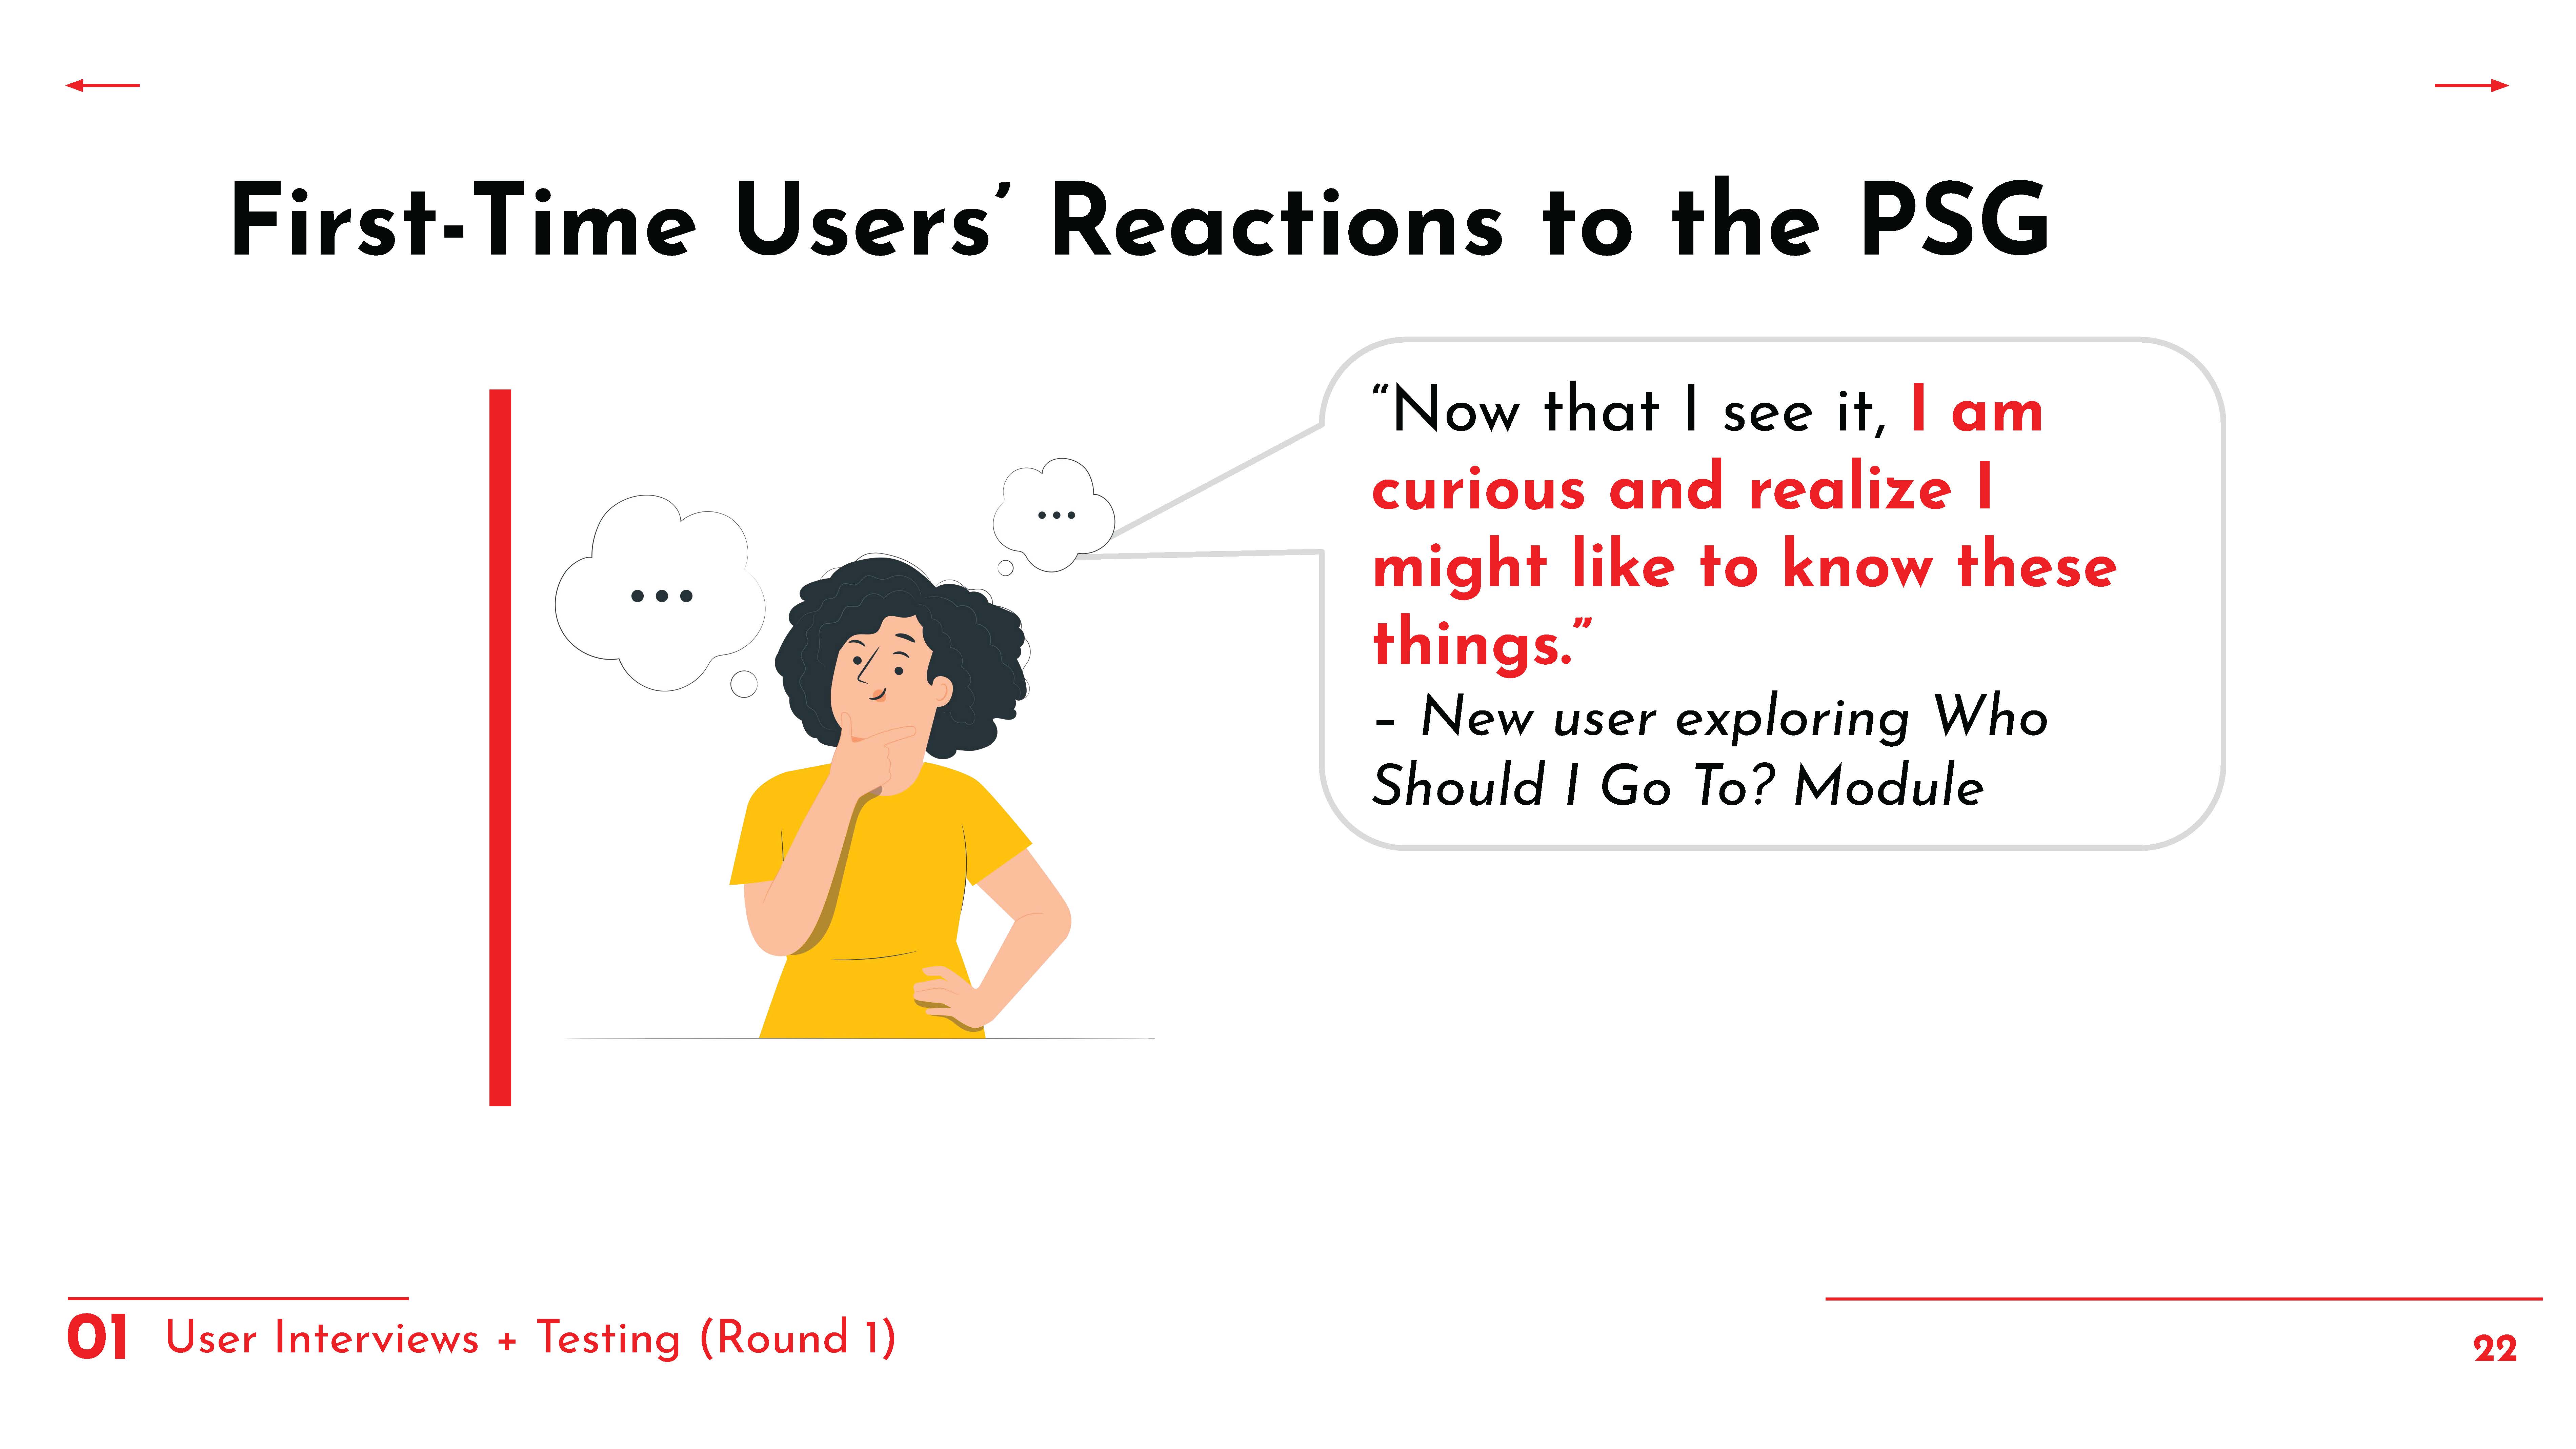 First-Time Users’ Reactions to the PSG
“Now that I see it, I am
curious and realize I
might like to know these
things.”
– New user exploring Who
Should I Go To? Module
01 User Interviews + Testing (Round 1)
22